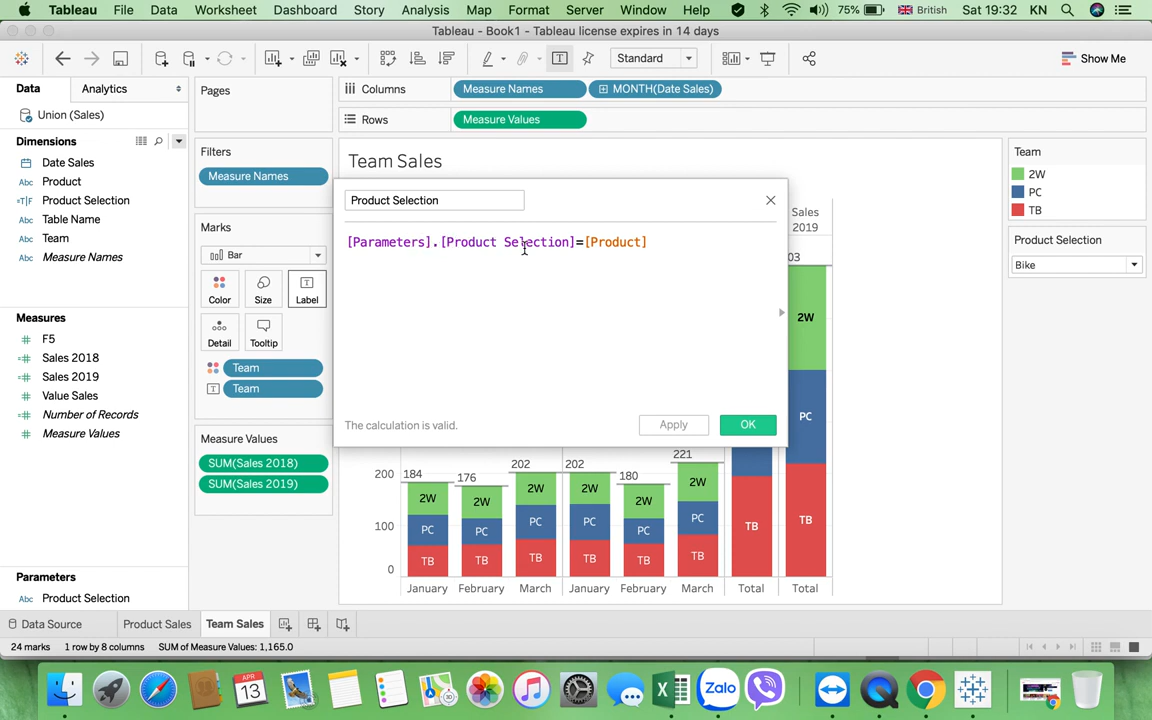 Tableau File Data Worksheet Dashboard Story Analysis Map Format Server Window Help 75% British Sat 19:32 KN
Tableau - Book1 - Tableau license expires in 14 days
Standard Show Me
Data Analytics
Union (Sales)
Dimensions
Date Sales
Abc Product
=T|F Product Selection
Abc Table Name
Abc Team
Abc Measure Names
Measures
# F5
=# Sales 2018
=# Sales 2019
# Value Sales
=# Number of Records
# Measure Values
Parameters
Abc Product Selection
Pages
Filters
Measure Names
Marks
Bar
Color Size Label
Detail Tooltip
Team
Team
Measure Values
SUM(Sales 2018)
SUM(Sales 2019)
Columns Measure Names MONTH(Date Sales)
Rows Measure Values
Team Sales
Product Selection
[Parameters].[Product Selection]=[Product]
The calculation is valid. Apply OK
Sales
2019
03
2W
PC
TB
TB
200
100
0
184 176 202 202 180 221
2W 2W 2W 2W 2W 2W
PC PC PC PC PC PC
TB TB TB TB TB TB
January February March January February March Total Total
Team
2W
PC
TB
Product Selection
Bike
Data Source Product Sales Team Sales
24 marks 1 row by 8 columns SUM of Measure Values: 1,165.0
APR
13
Zalo